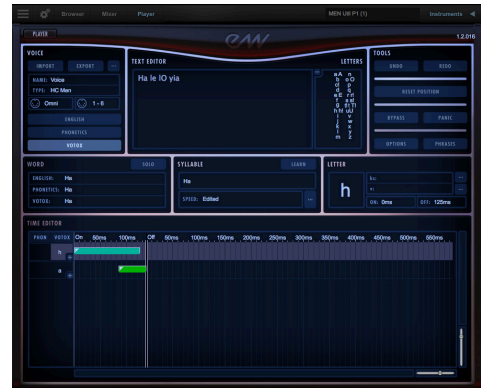 Browser Mixer Player MEN Util P1 (1) Instruments
PLAYER 1.2.016
VOICE
IMPORT EXPORT ...
NAME: Voice
TYPE: HC Men
Omni 1 - 6
ENGLISH
PHONETICS
VOTOX
TEXT EDITOR LETTERS
Ha le IO yia
TOOLS
UNDO REDO
RESET POSITION
BYPASS PANIC
OPTIONS PHRASES
WORD SOLO
ENGLISH: Ha
PHONETICS: Ha
VOTOX: Ha
SYLLABLE LEARN
Ha
SPEED: Edited ...
LETTER
h
ON: 0ms OFF: 125ms
TIME EDITOR
PHON VOTOX On 50ms 100ms Off 50ms 100ms 150ms 200ms 250ms 300ms 350ms 400ms 450ms 500ms 550ms
h
a